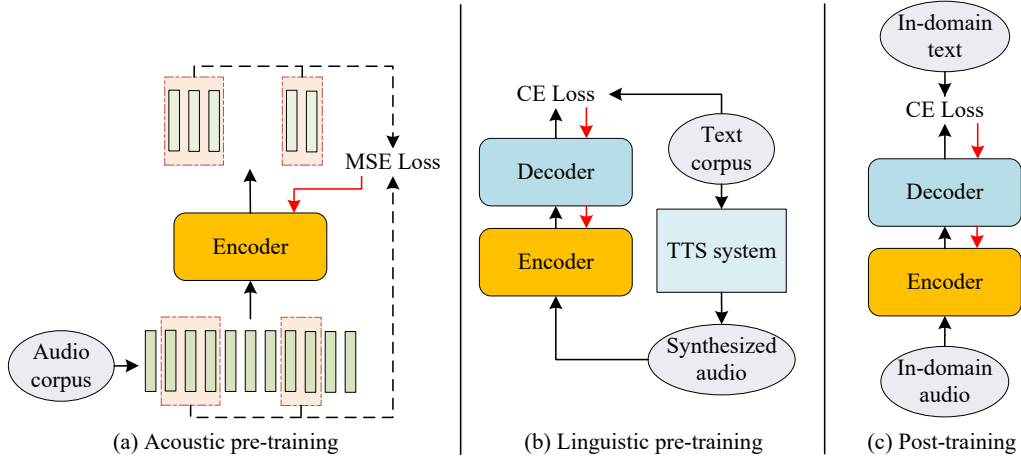 MSE Loss
Encoder
Audio
corpus
(a) Acoustic pre-training
CE Loss
Decoder
Encoder
Text
corpus
TTS system
Synthesized
audio
(b) Linguistic pre-training
In-domain
text
CE Loss
Decoder
Encoder
In-domain
audio
(c) Post-training